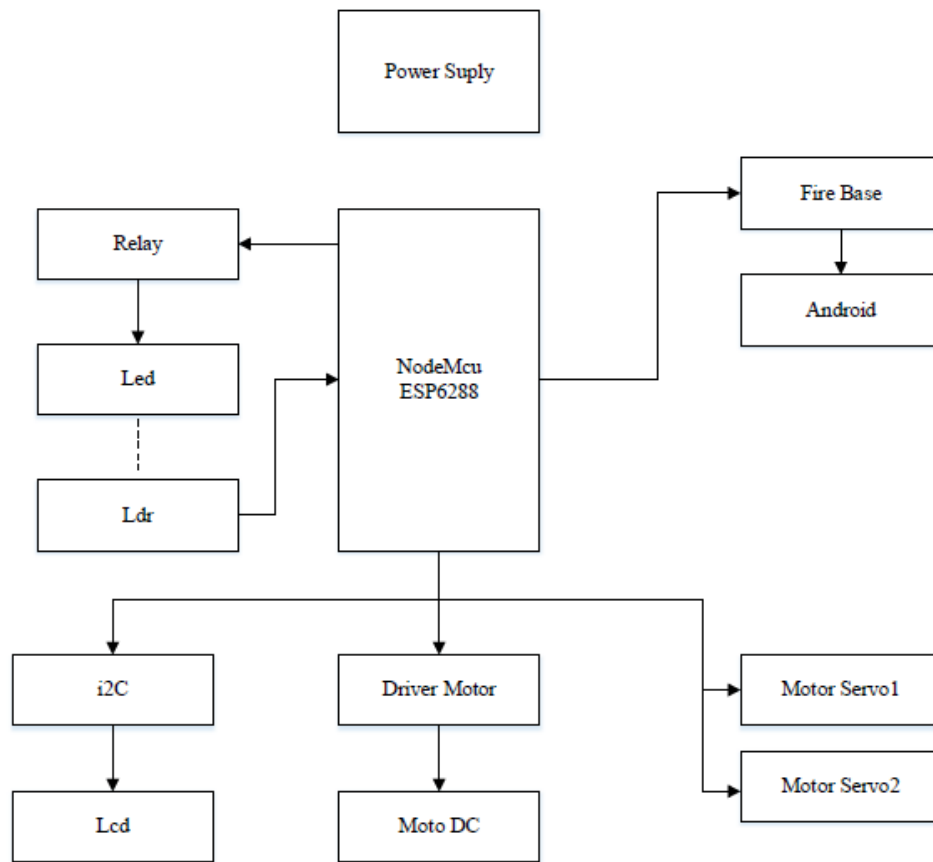 Power Suply
Fire Base
Relay
Android
NodeMcu
ESP6288
Led
Ldr
i2C
Driver Motor
Motor Servo1
Motor Servo2
Lcd
Moto DC